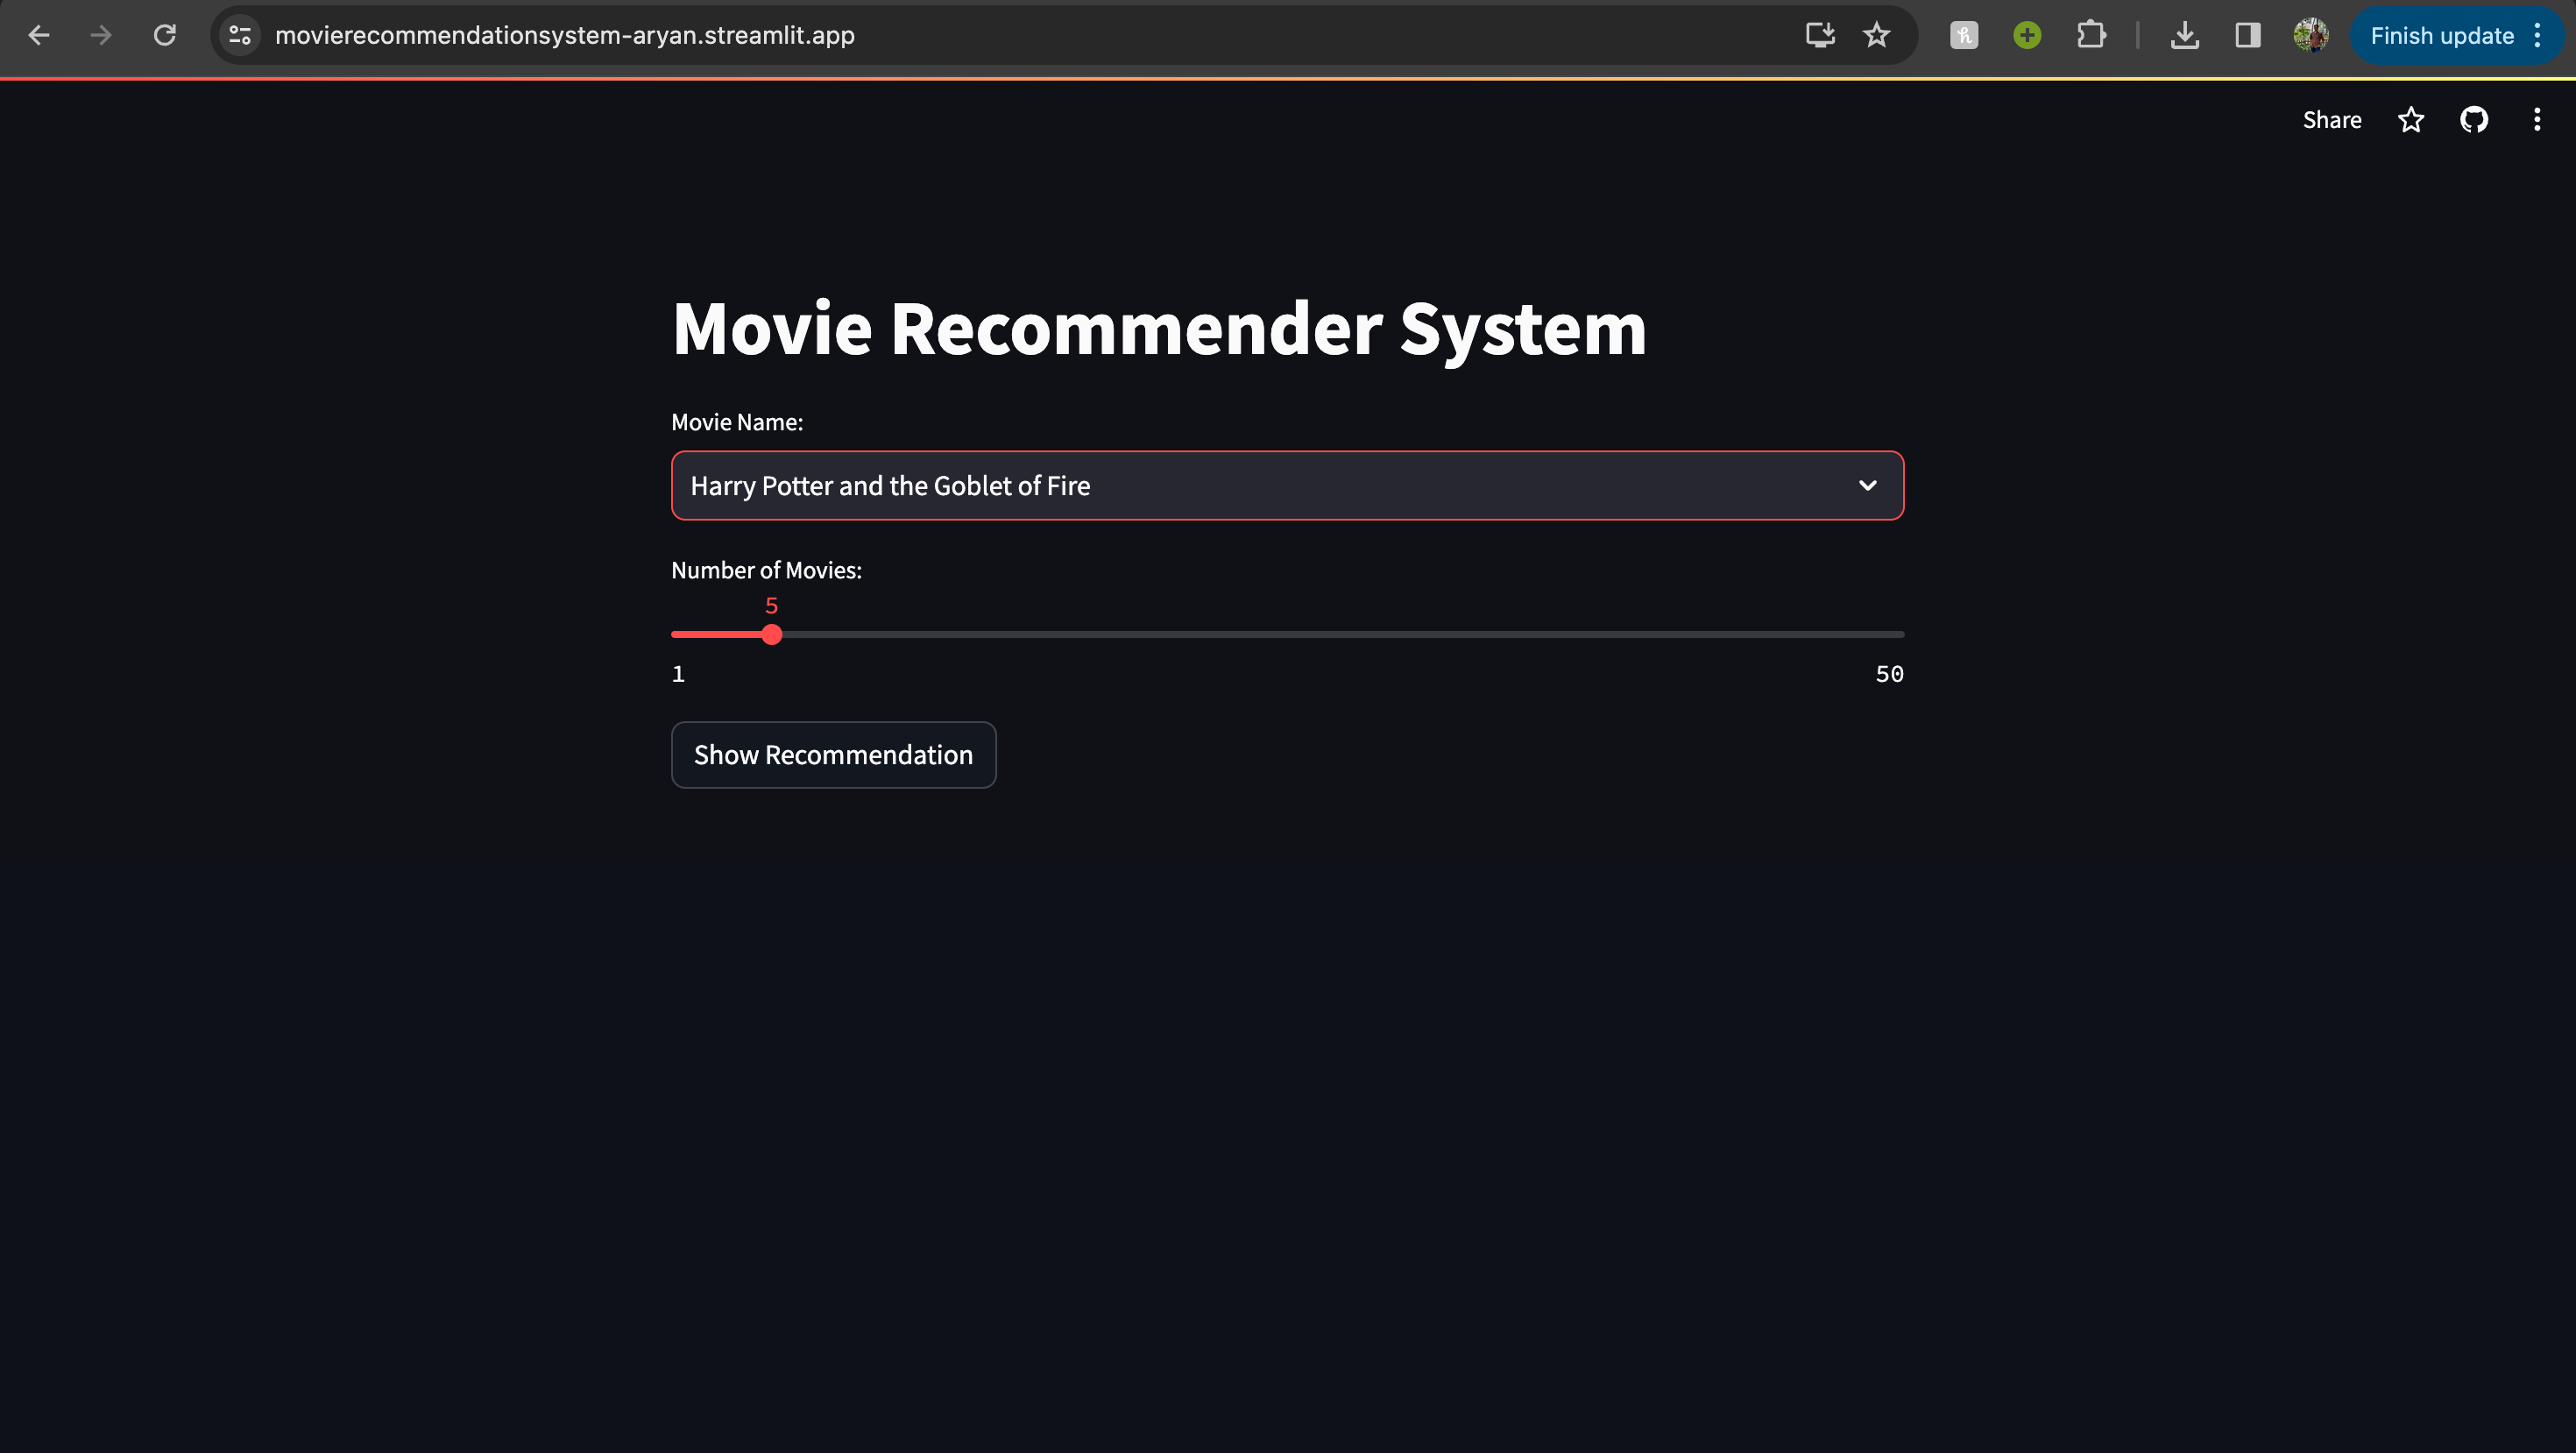 movierecommendationsystem-aryan.streamlit.app
Finish update
Share
Movie Recommender System
Movie Name:
Harry Potter and the Goblet of Fire
Number of Movies:
5
1 50
Show Recommendation